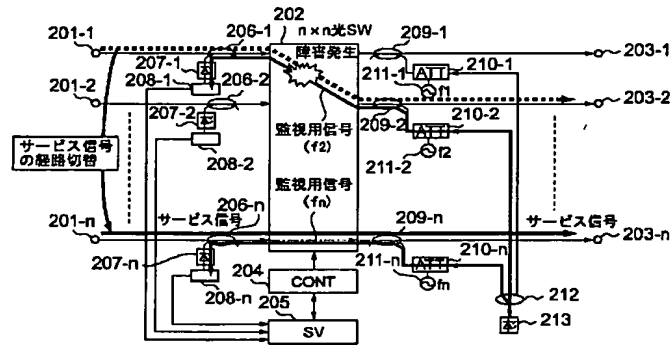 202 n×n光SW
201-1
206-1
障害発生
209-1
203-1
207-1
208-1
211-1
ATT
210-1
f1
201-2
206-2
203-2
207-2
208-2
209-2
監視用信号
(f2)
ATT
210-2
211-2
f2
サービス信号
の経路切替
監視用信号
(fn)
201-n
サービス信号
206-n
209-n
サービス信号
203-n
207-n
208-n
211-n
ATT
210-n
fn
204
CONT
205
SV
212
213